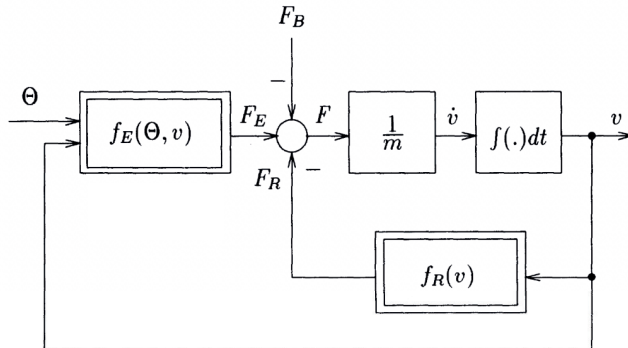 F_B
−
Θ
f_E(Θ, v)
F_E
F
1/m
v̇
∫(.)dt
v
F_R
−
f_R(v)